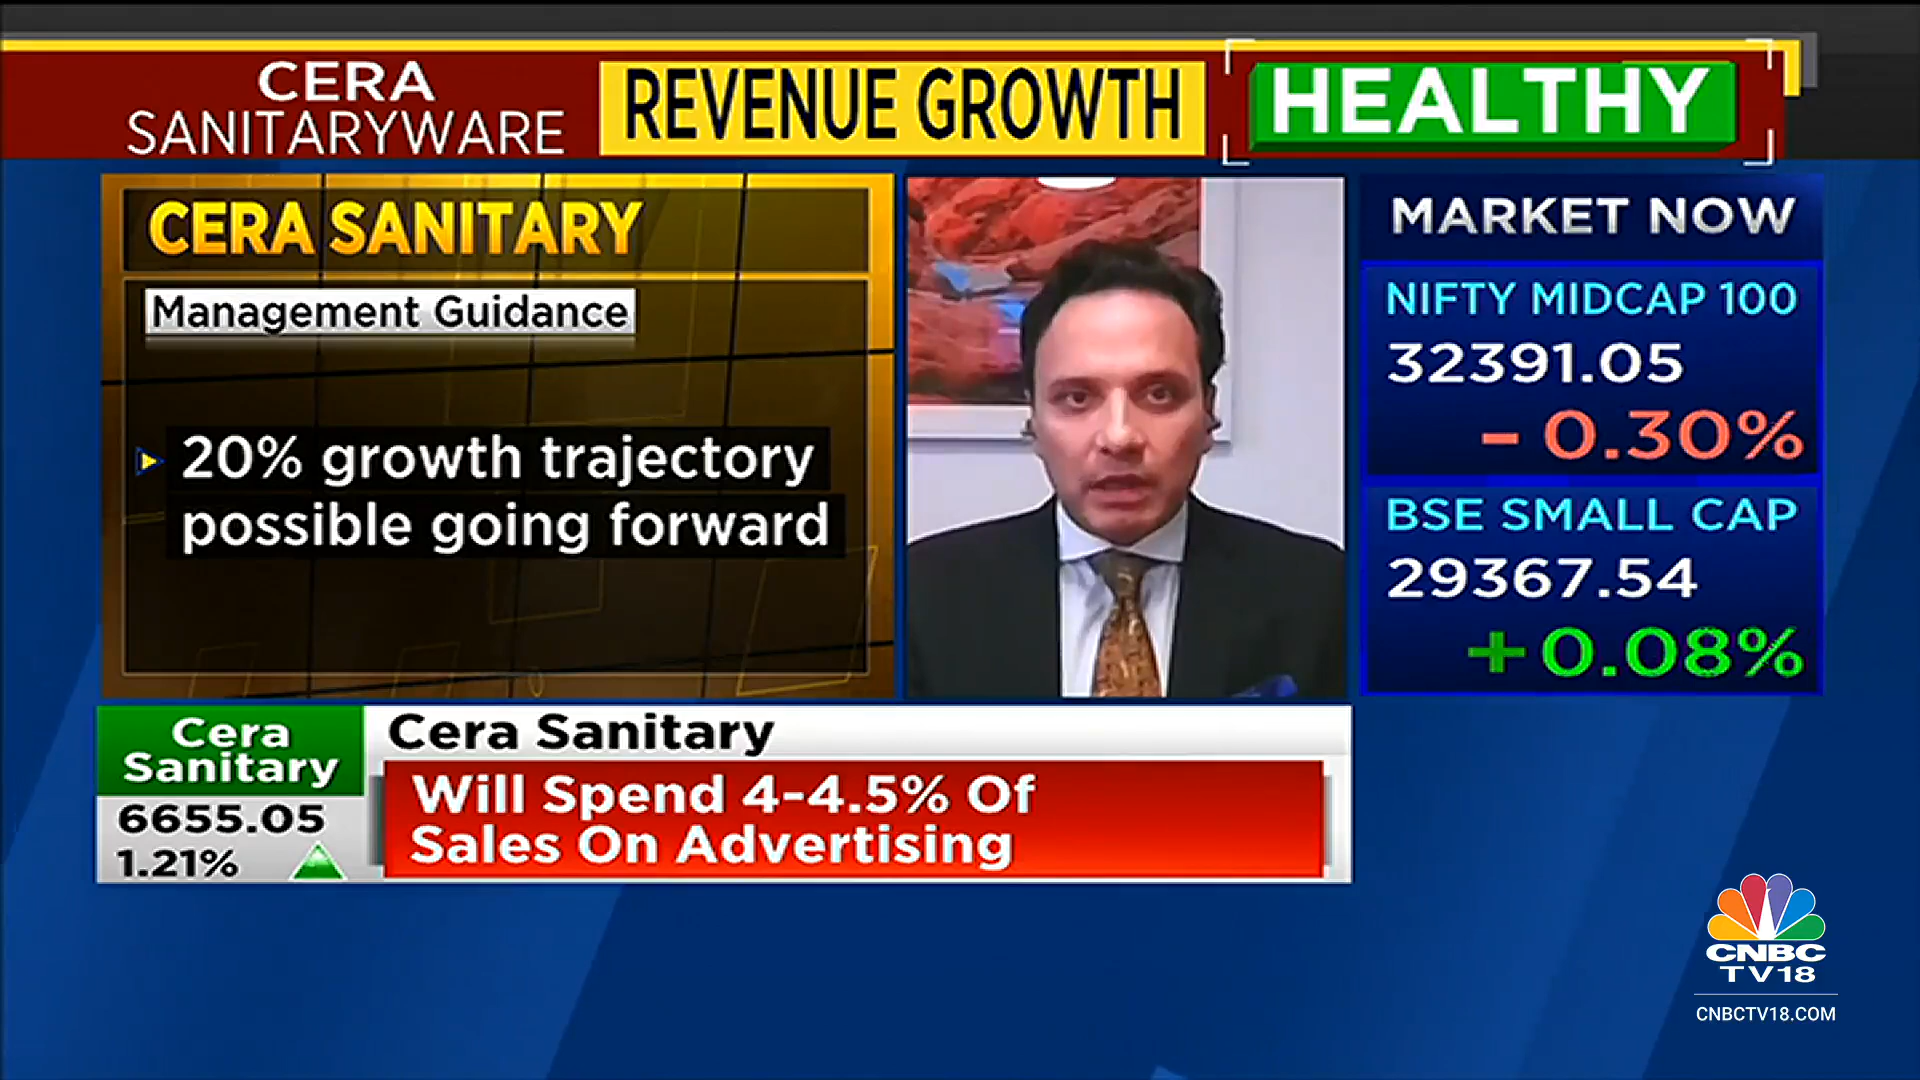 CERA
SANITARYWARE
REVENUE GROWTH
HEALTHY
CERA SANITARY
Management Guidance
20% growth trajectory
possible going forward
MARKET NOW
NIFTY MIDCAP 100
32391.05
- 0.30%
BSE SMALL CAP
29367.54
+0.08%
Cera
Sanitary
6655.05
1.21%
Cera Sanitary
Will Spend 4-4.5% Of
Sales On Advertising
CNBC
TV18
CNBCTV18.COM